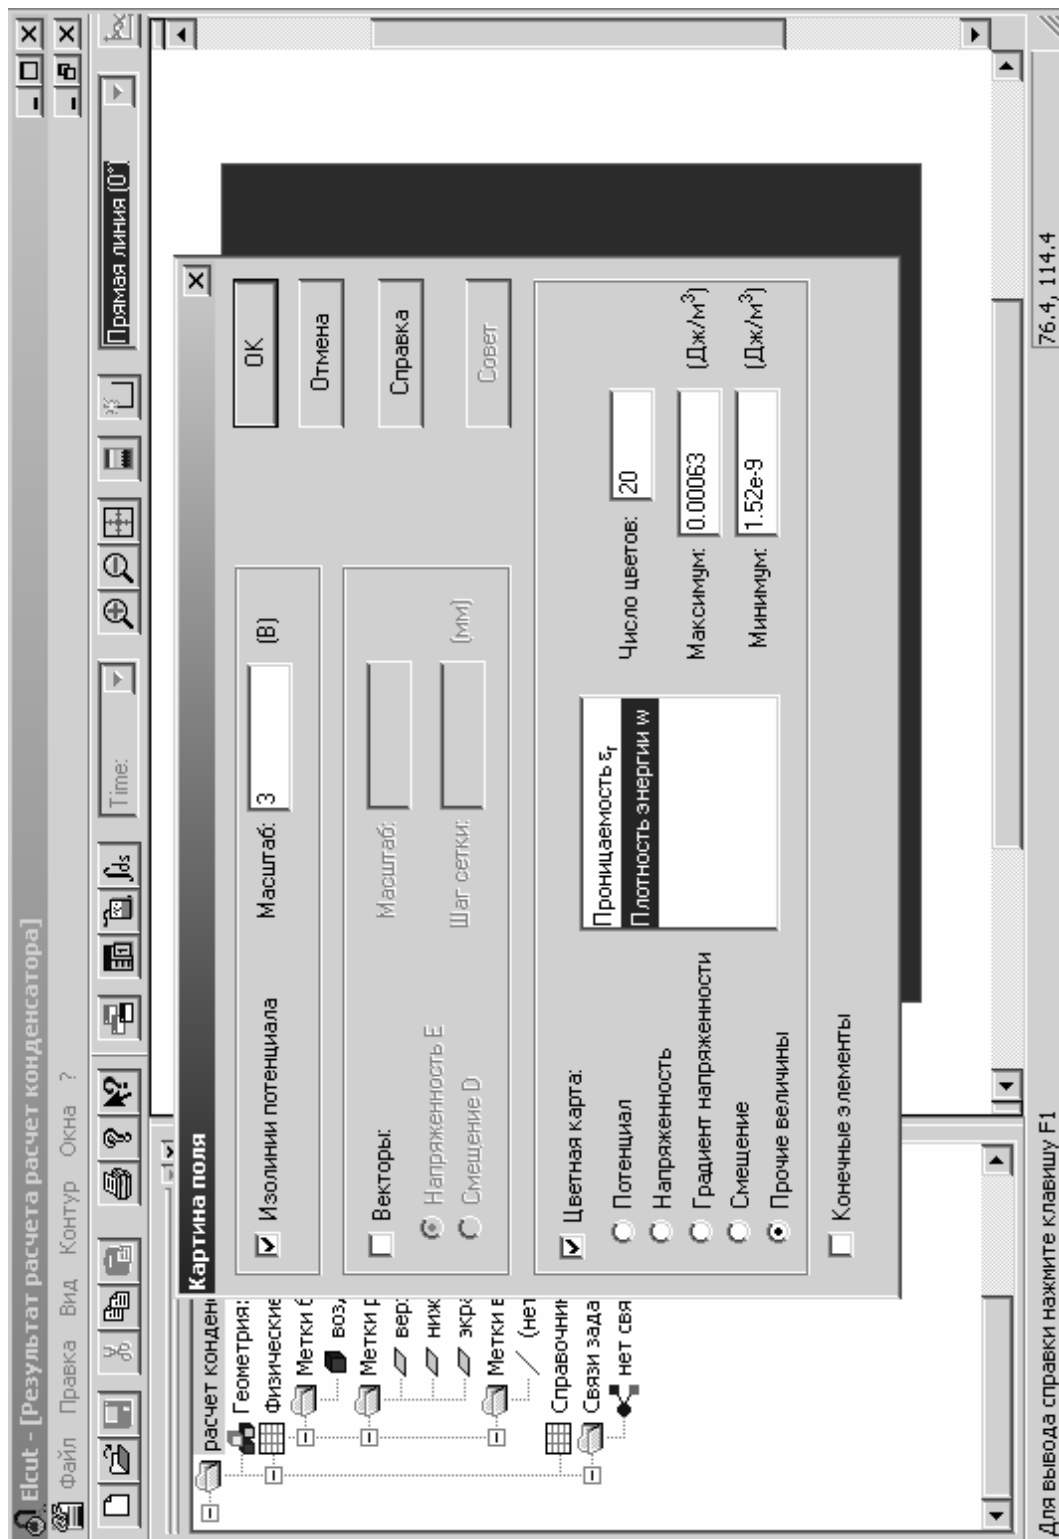 Elcut - [Результат расчета расчет конденсатора]
Файл Правка Вид Контур Окна ?
Time:
Прямая линия (0°
расчет конден
Геометрия:
Физические
Метки б
воз,
Метки р
вер
ниж
экра
Метки в
(нет
Справочни
Связи зада
нет свя
Картина поля
Изолинии потенциала
Масштаб:
3
(В)
Векторы:
Напряженность E
Смещение D
Масштаб:
Шаг сетки:
(мм)
OK
Отмена
Справка
Совет
Цветная карта:
Потенциал
Напряженность
Градиент напряженности
Смещение
Прочие величины
Проницаемость εr
Плотность энергии w
Число цветов:
20
Максимум:
0.00063
(Дж/м³)
Минимум:
1.52e-9
(Дж/м³)
Конечные элементы
Для вывода справки нажмите клавишу F1
76.4, 114.4